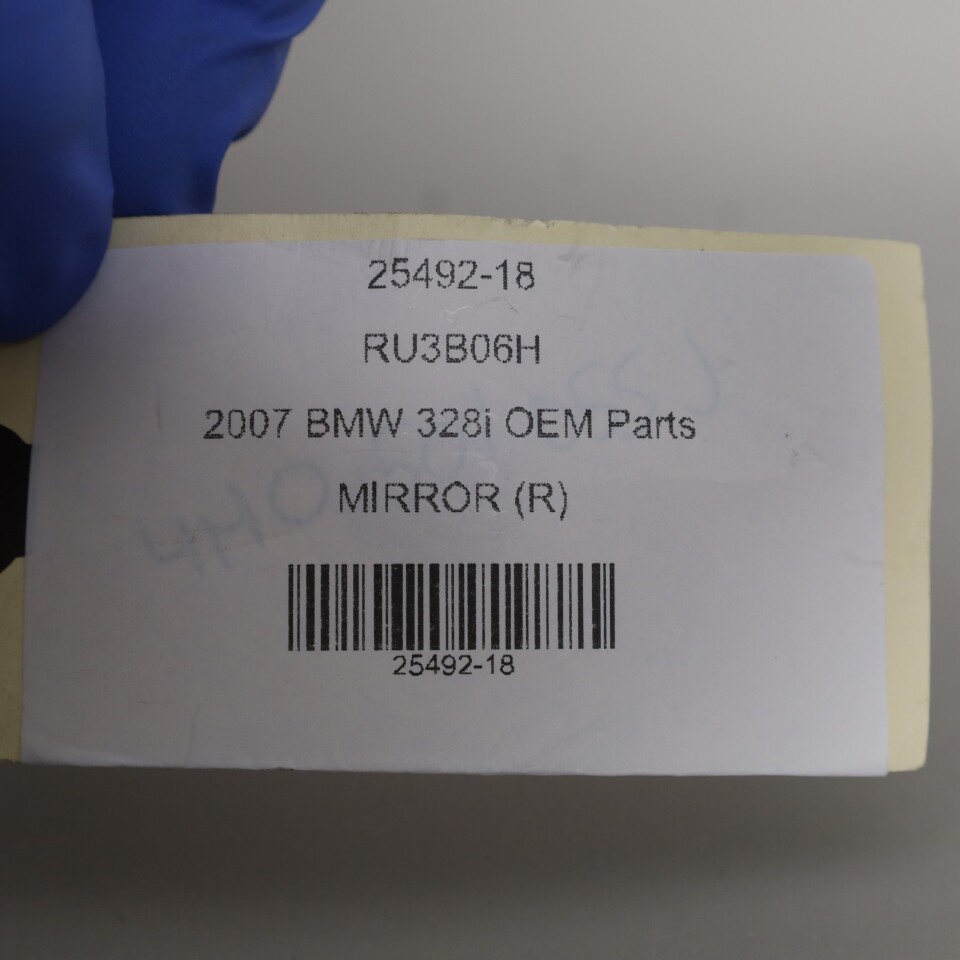 25492-18
RU3B06H
2007 BMW 328i OEM Parts
MIRROR (R)
25492-18